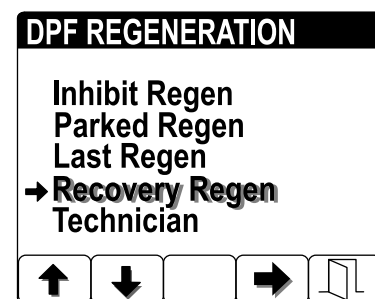 DPF REGENERATION
Inhibit Regen
Parked Regen
Last Regen
Recovery Regen
Technician